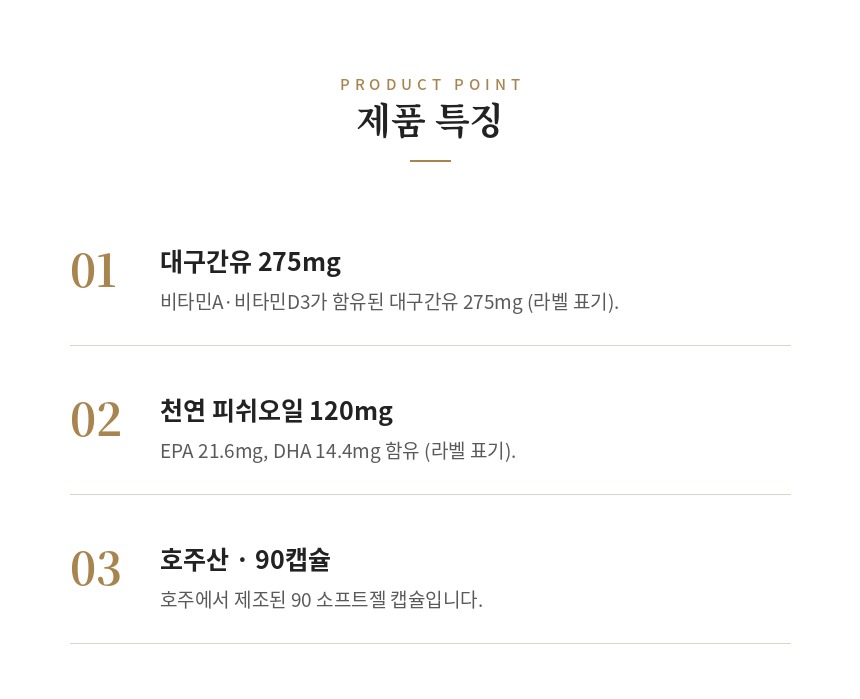 PRODUCT POINT
제품 특징
01
대구간유 275mg
비타민A·비타민D3가 함유된 대구간유 275mg (라벨 표기).
02
천연 피쉬오일 120mg
EPA 21.6mg, DHA 14.4mg 함유 (라벨 표기).
03
호주산 · 90캡슐
호주에서 제조된 90 소프트젤 캡슐입니다.